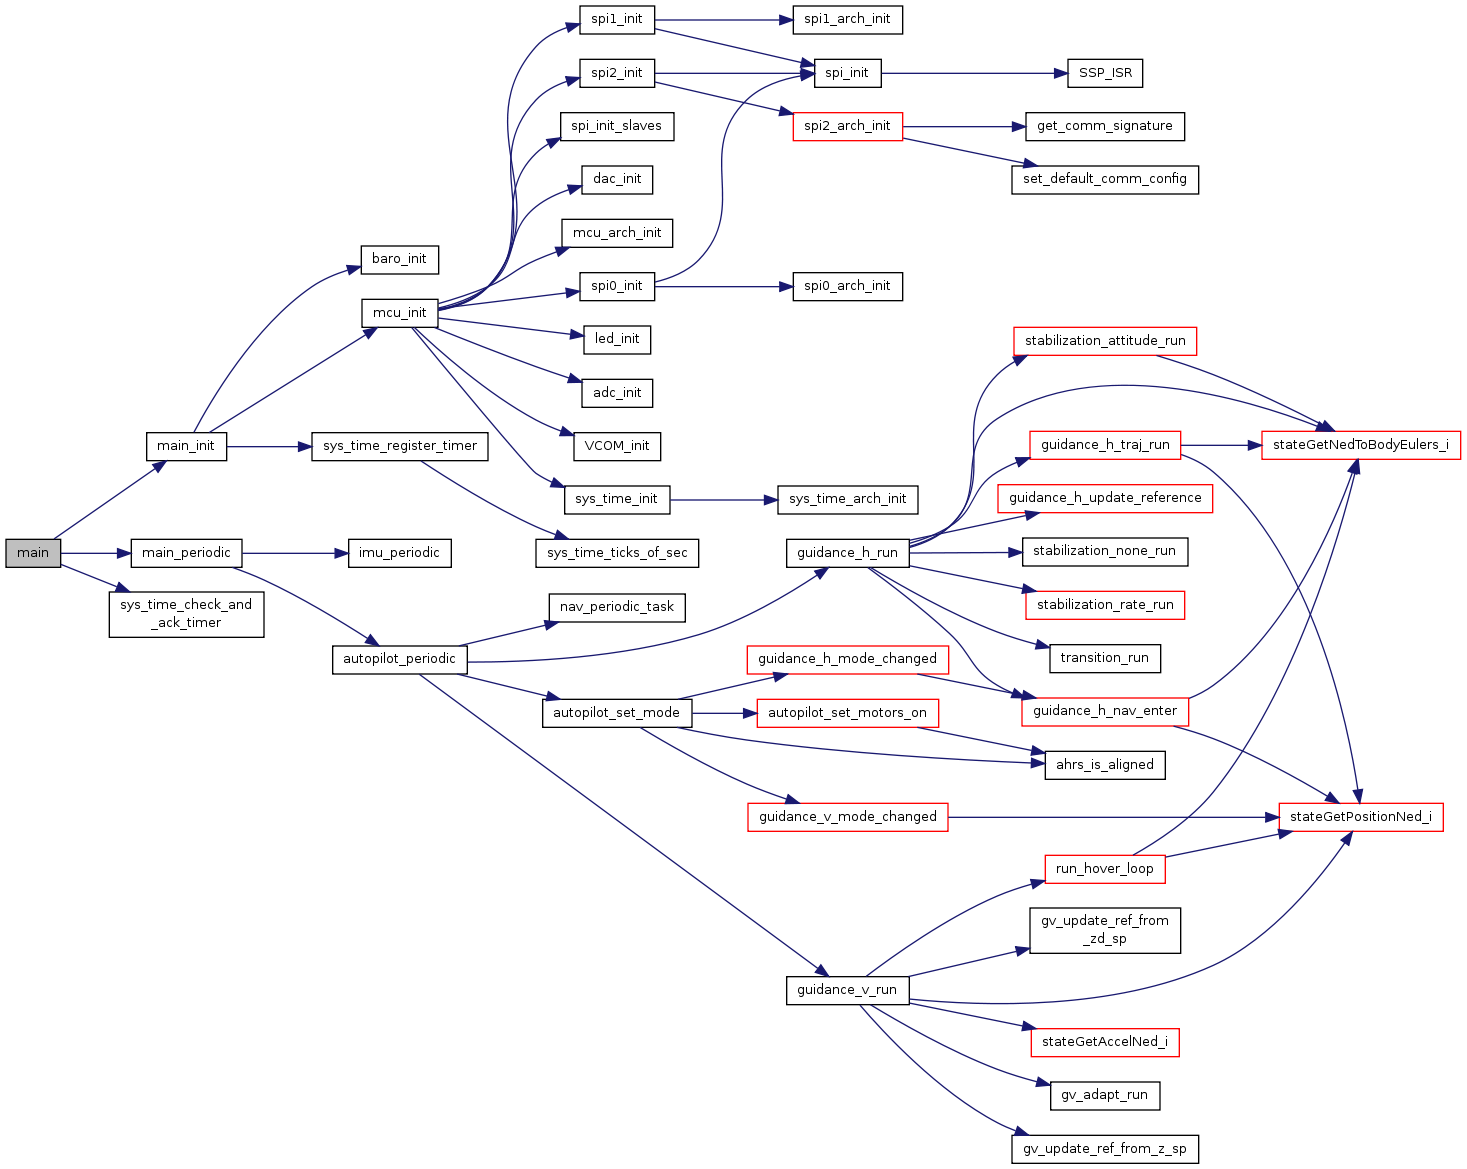 spi1_init
spi1_arch_init
spi2_init
spi_init
SSP_ISR
spi_init_slaves
spi2_arch_init
get_comm_signature
dac_init
set_default_comm_config
mcu_arch_init
baro_init
spi0_init
spi0_arch_init
mcu_init
led_init
stabilization_attitude_run
adc_init
main_init
sys_time_register_timer
VCOM_init
guidance_h_traj_run
stateGetNedToBodyEulers_i
sys_time_init
sys_time_arch_init
guidance_h_update_reference
main
main_periodic
imu_periodic
sys_time_ticks_of_sec
guidance_h_run
stabilization_none_run
sys_time_check_and
_ack_timer
nav_periodic_task
stabilization_rate_run
autopilot_periodic
guidance_h_mode_changed
transition_run
autopilot_set_mode
autopilot_set_motors_on
guidance_h_nav_enter
ahrs_is_aligned
guidance_v_mode_changed
stateGetPositionNed_i
run_hover_loop
gv_update_ref_from
_zd_sp
guidance_v_run
stateGetAccelNed_i
gv_adapt_run
gv_update_ref_from_z_sp